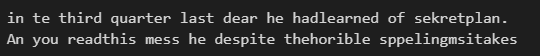 in te third quarter last dear he hadlearned of sekretplan.
An you readthis mess he despite thehorible sppelingmsitakes